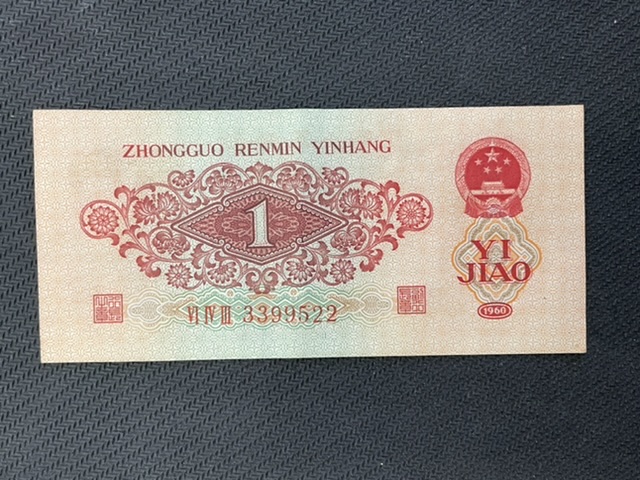 ZHONGGUO RENMIN YINHANG
1
YI
JIAO
VI IV III 3399522
1960